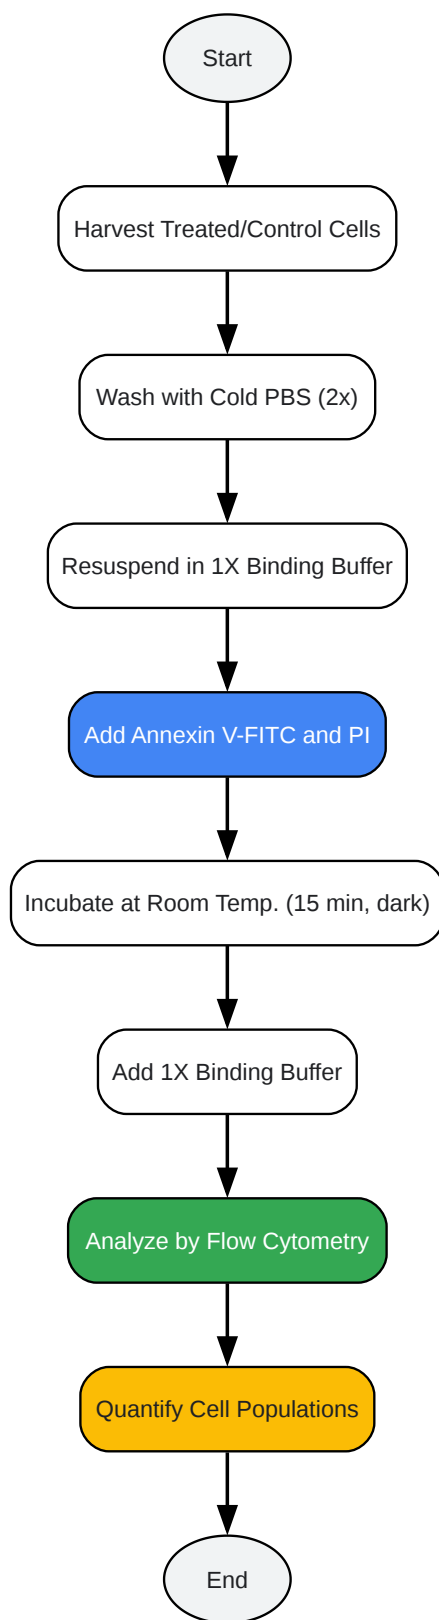 Start
Harvest Treated/Control Cells
Wash with Cold PBS (2x)
Resuspend in 1X Binding Buffer
Add Annexin V-FITC and PI
Incubate at Room Temp. (15 min, dark)
Add 1X Binding Buffer
Analyze by Flow Cytometry
Quantify Cell Populations
End